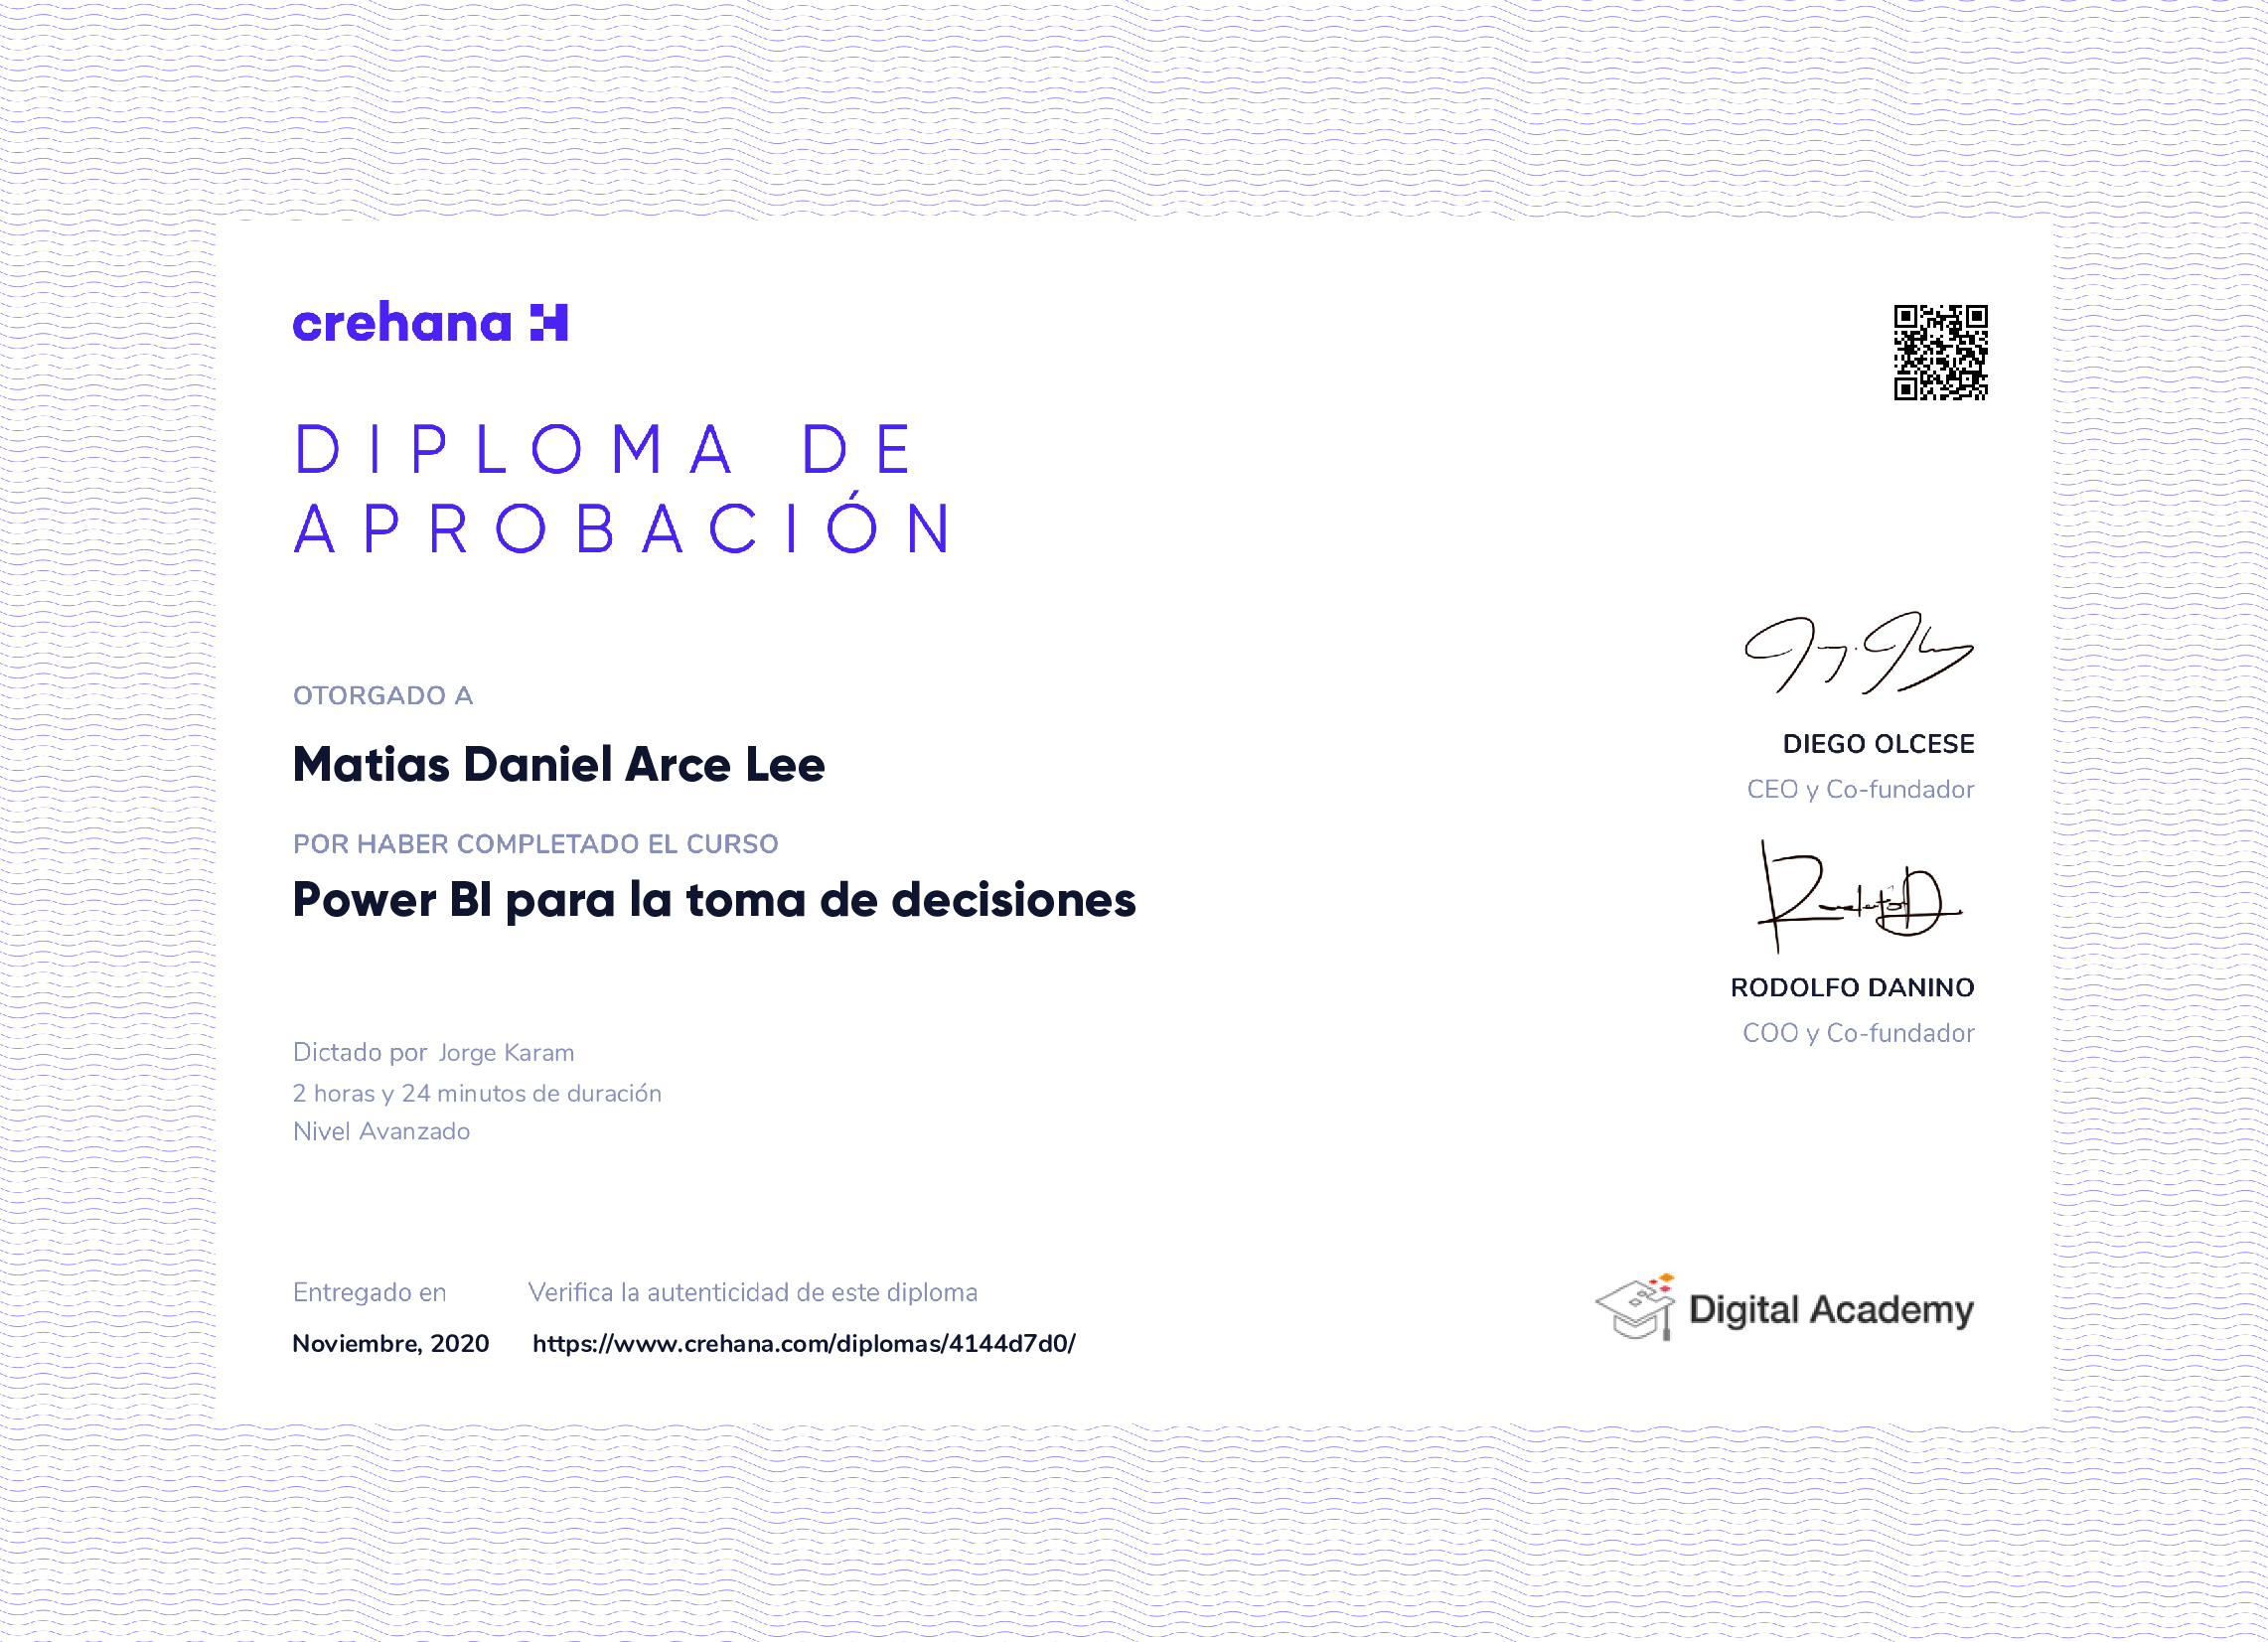 crehana
DIPLOMA DE
APROBACIÓN
OTORGADO A
Matias Daniel Arce Lee
POR HABER COMPLETADO EL CURSO
Power BI para la toma de decisiones
Dictado por Jorge Karam
2 horas y 24 minutos de duración
Nivel Avanzado
Entregado en
Noviembre, 2020
Verifica la autenticidad de este diploma
https://www.crehana.com/diplomas/4144d7d0/
DIEGO OLCESE
CEO y Co-fundador
RODOLFO DANINO
COO y Co-fundador
Digital Academy